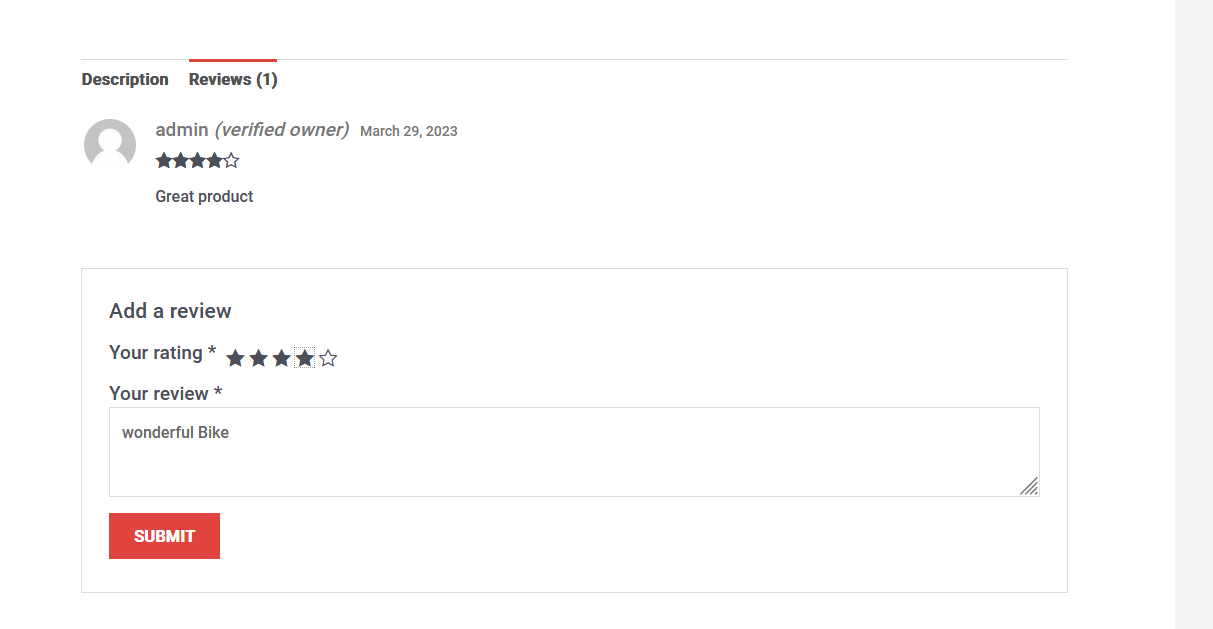 Description Reviews (1)
admin (verified owner) March 29, 2023
Great product
Add a review
Your rating *
Your review *
wonderful Bike
SUBMIT